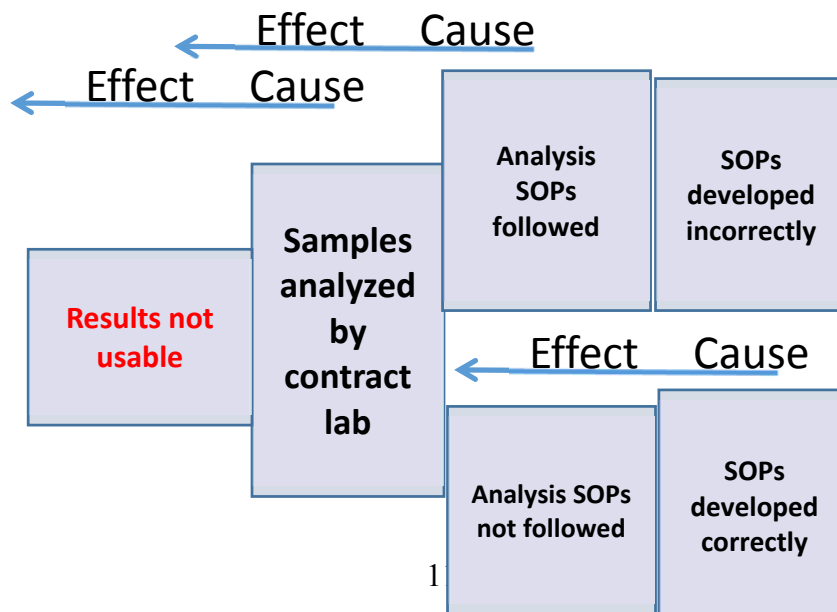 Effect Cause
Effect Cause
Analysis
SOPs
followed
SOPs
developed
incorrectly
Samples
analyzed
by
contract
lab
Results not
usable
Effect Cause
Analysis SOPs
not followed
SOPs
developed
correctly